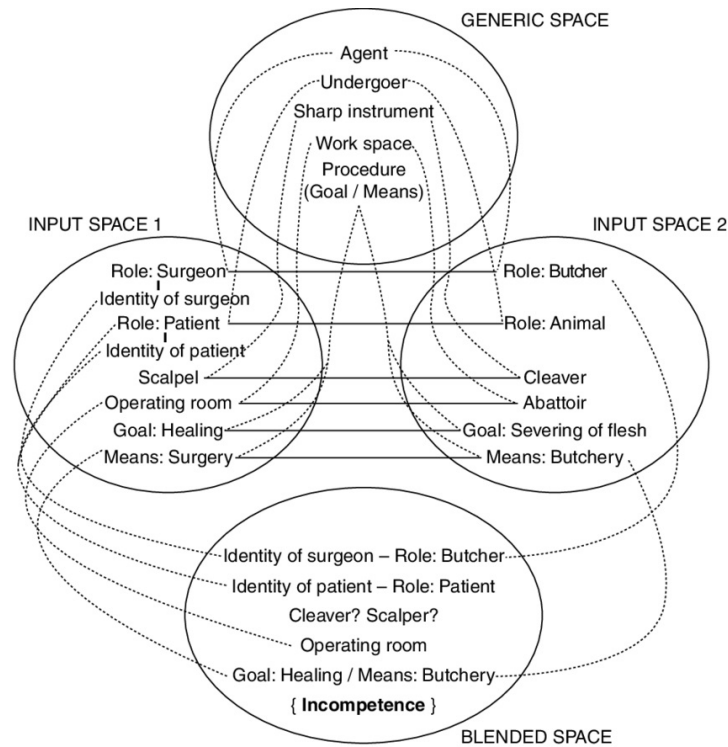 GENERIC SPACE
Agent
Undergoer
Sharp instrument
Work space
Procedure
(Goal / Means)
INPUT SPACE 1
Role: Surgeon
Identity of surgeon
Role: Patient
Identity of patient
Scalpel
Operating room
Goal: Healing
Means: Surgery
INPUT SPACE 2
Role: Butcher
Role: Animal
Cleaver
Abattoir
Goal: Severing of flesh
Means: Butchery
Identity of surgeon – Role: Butcher
Identity of patient – Role: Patient
Cleaver? Scalper?
Operating room
Goal: Healing / Means: Butchery
{ Incompetence }
BLENDED SPACE